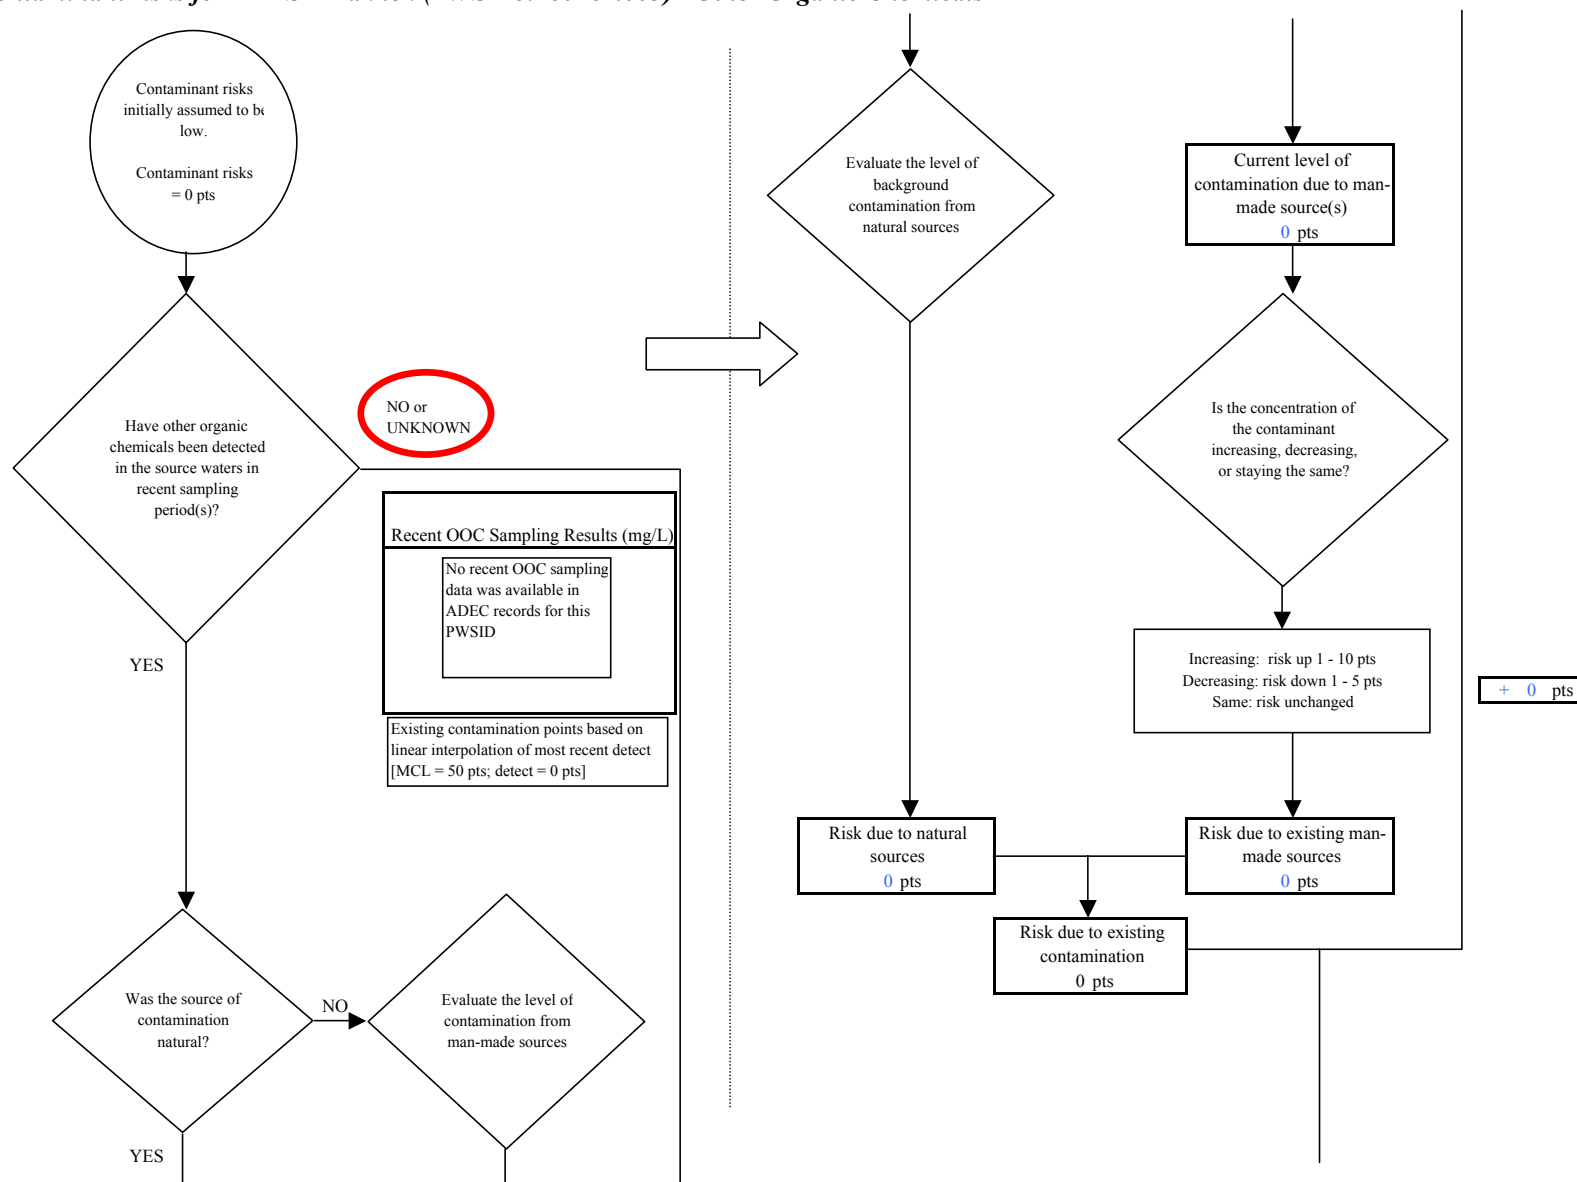 Contaminant risks
initially assumed to be
low.
Contaminant risks
= 0 pts
Have other organic
chemicals been detected
in the source waters in
recent sampling
period(s)?
NO or
UNKNOWN
Recent OOC Sampling Results (mg/L)
No recent OOC sampling
data was available in
ADEC records for this
PWSID
YES
Existing contamination points based on
linear interpolation of most recent detect
[MCL = 50 pts; detect = 0 pts]
Was the source of
contamination
natural?
NO
Evaluate the level of
contamination from
man-made sources
YES
Evaluate the level of
background
contamination from
natural sources
Current level of
contamination due to man-
made source(s)
0 pts
Is the concentration of
the contaminant
increasing, decreasing,
or staying the same?
Increasing: risk up 1 - 10 pts
Decreasing: risk down 1 - 5 pts
Same: risk unchanged
+ 0 pts
Risk due to natural
sources
0 pts
Risk due to existing man-
made sources
0 pts
Risk due to existing
contamination
0 pts